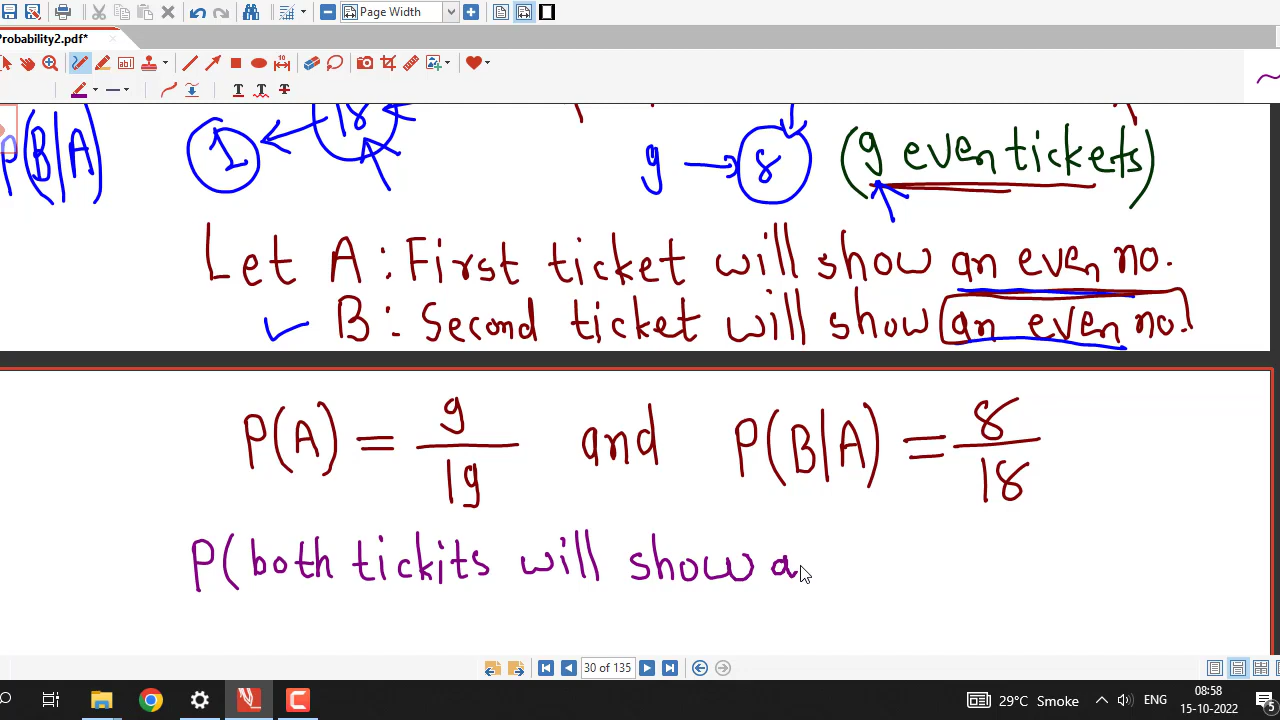 Page Width
Probability2.pdf*
P(B|A) 1 18 9 8 (9 even tickets)
Let A : First ticket will show an even no.
B : Second ticket will show an even no.
P(A) = 9/19 and P(B|A) = 8/18
P( both tickits will show a
30 of 135
29°C Smoke ENG 08:58
15-10-2022 5